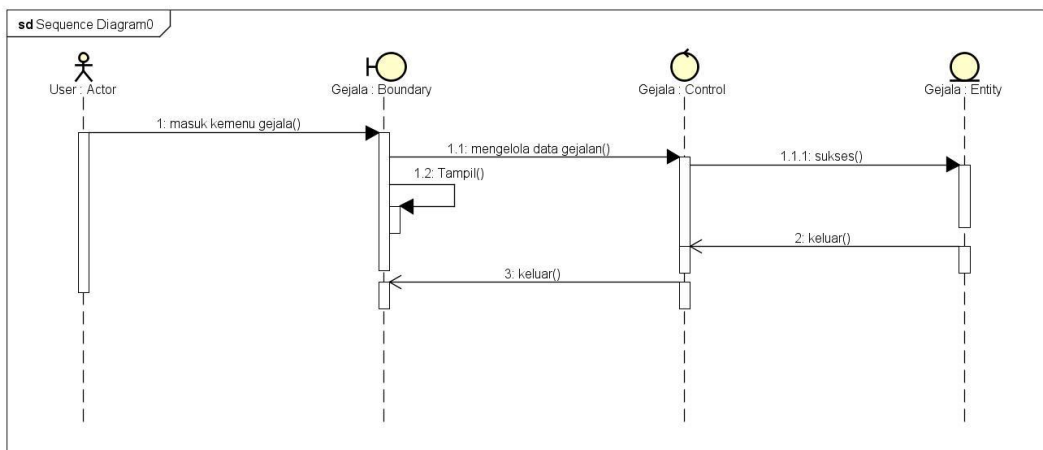 sd Sequence Diagram0
User : Actor
Gejala : Boundary
Gejala : Control
Gejala : Entity
1: masuk kemenu gejala()
1.1: mengelola data gejalan()
1.1.1: sukses()
1.2: Tampil()
2: keluar()
3: keluar()